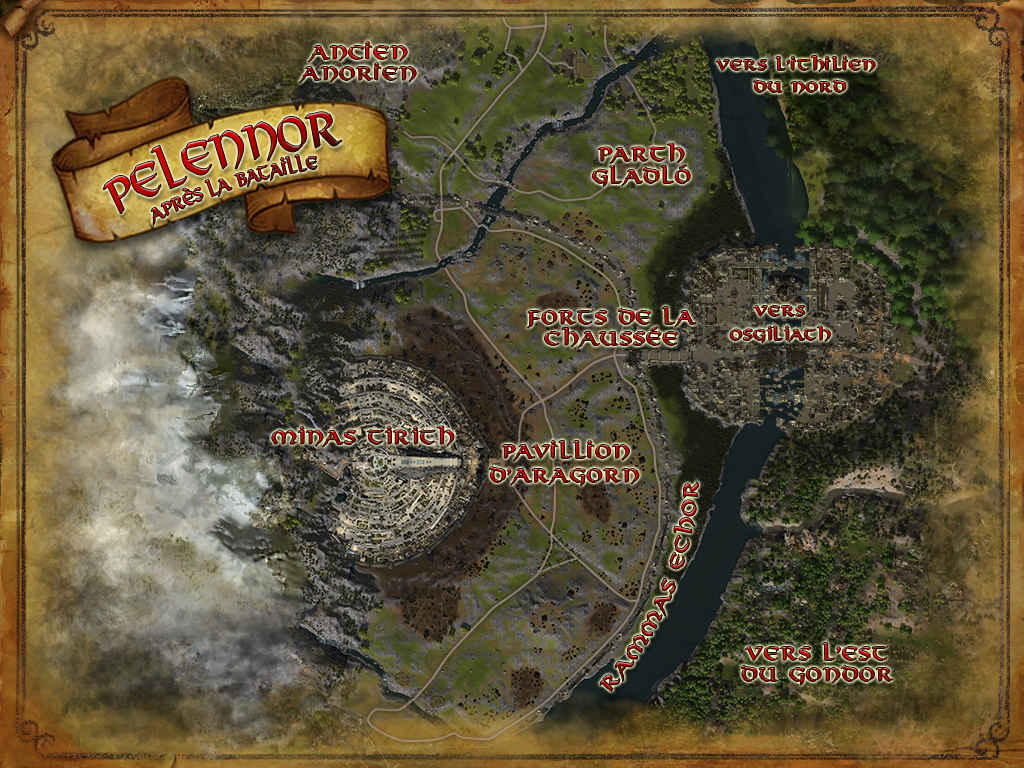 ANCIEN
ANORIEN
VERS L'ITHILIEN
DU NORD
PELENNOR
APRÈS LA BATAILLE
PARTH
GLADLÓ
FORTS DE LA
CHAUSSÉE
VERS
OSGILIATH
MINAS TIRITH
PAVILLION
D'ARAGORN
RAMMAS ECHOR
VERS L'EST
DU GONDOR